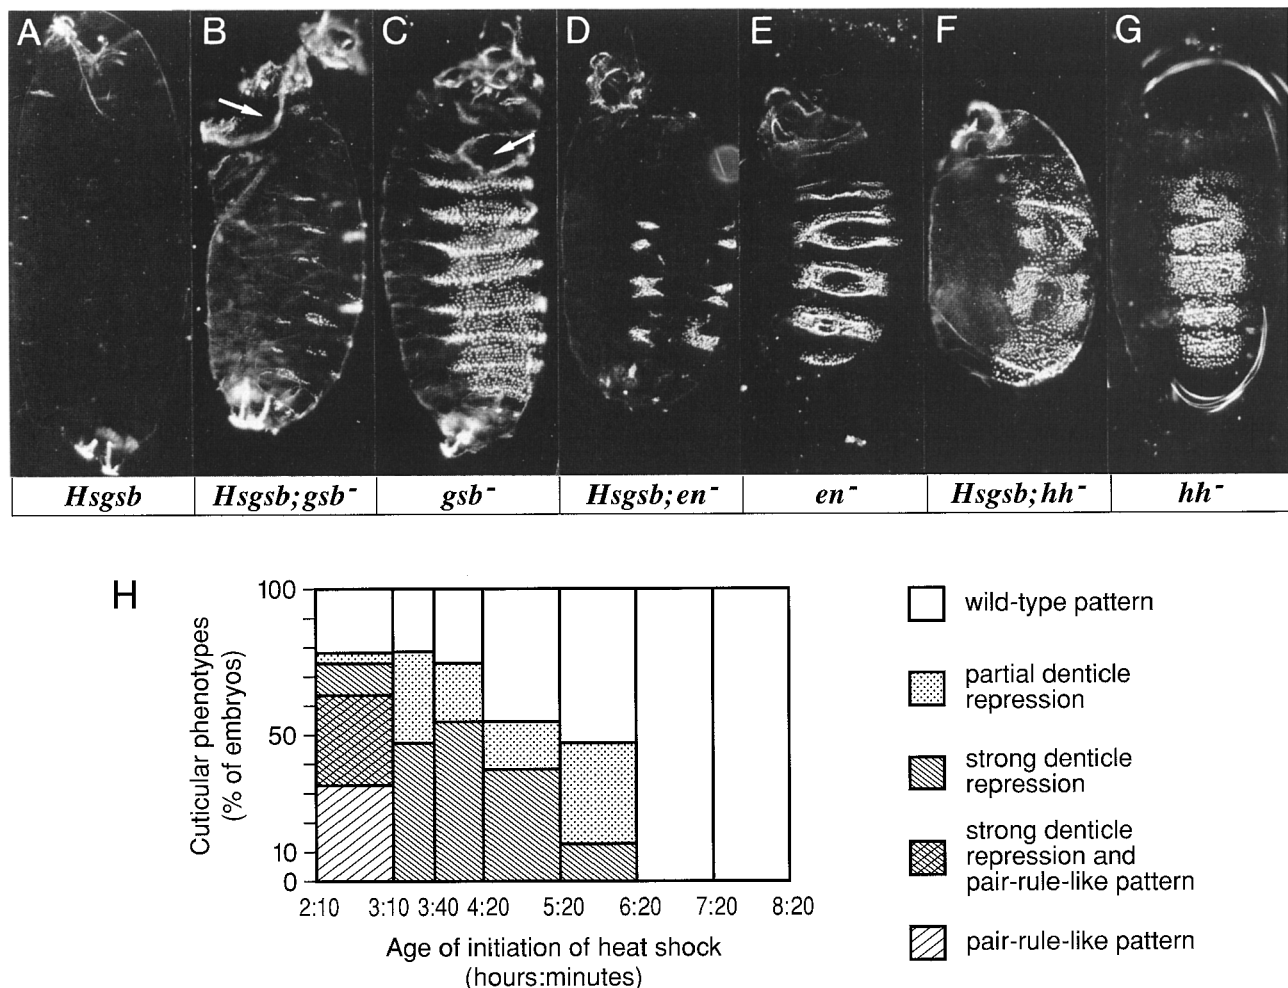 A B C D E F G
Hsgsb Hsgsb;gsb- gsb- Hsgsb;en- en- Hsgsb;hh- hh-
H
100
50
10
0
Cuticular phenotypes
(% of embryos)
2:10 3:10 3:40 4:20 5:20 6:20 7:20 8:20
Age of initiation of heat shock
(hours:minutes)
wild-type pattern
partial denticle
repression
strong denticle
repression
strong denticle
repression and
pair-rule-like pattern
pair-rule-like pattern